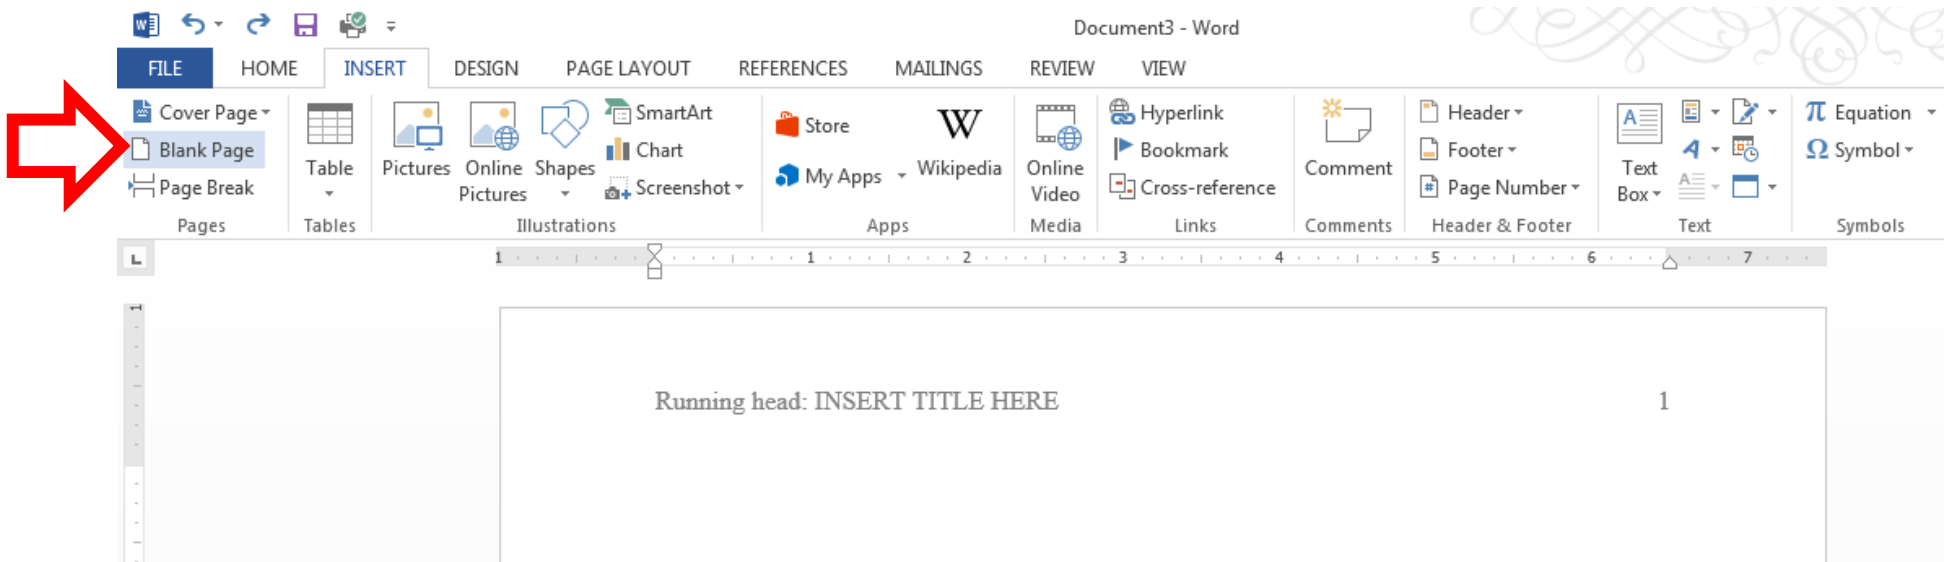 Document3 - Word
FILE HOME INSERT DESIGN PAGE LAYOUT REFERENCES MAILINGS REVIEW VIEW
Cover Page
Blank Page
Page Break
Pages
Table
Tables
Pictures
Online Pictures
Shapes
SmartArt
Chart
Screenshot
Illustrations
Store
My Apps
W
Wikipedia
Apps
Online Video
Media
Hyperlink
Bookmark
Cross-reference
Links
Comment
Comments
Header
Footer
# Page Number
Header & Footer
A
Text Box
A
A
Text
π Equation
Ω Symbol
Symbols
L
1 1 2 3 4 5 6 7
1
Running head: INSERT TITLE HERE 1